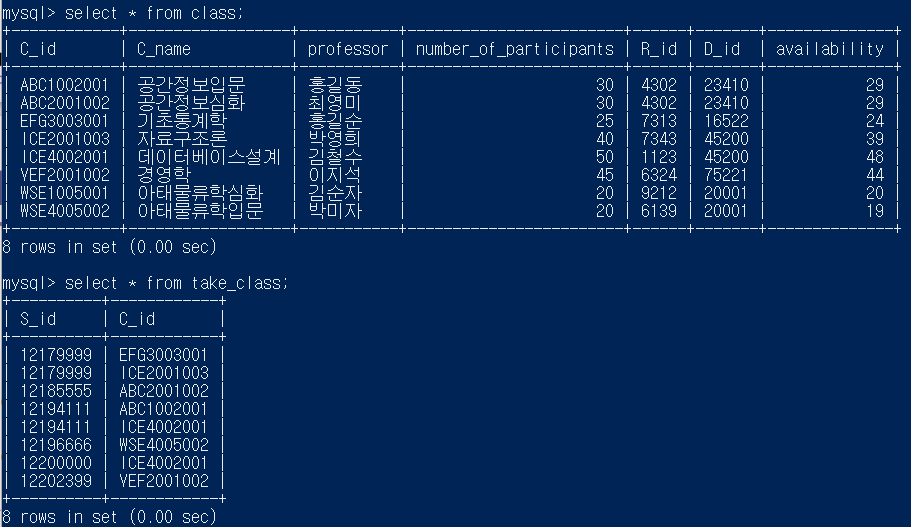 mysql> select * from class;
+------------+------------------+-----------+------------------------+------+-------+--------------+
| C_id | C_name | professor | number_of_participants | R_id | D_id | availability |
+------------+------------------+-----------+------------------------+------+-------+--------------+
| ABC1002001 | 공간정보입문 | 홍길동 | 30 | 4302 | 23410 | 29 |
| ABC2001002 | 공간정보심화 | 최영미 | 30 | 4302 | 23410 | 29 |
| EFG3003001 | 기초통계학 | 홍길순 | 25 | 7313 | 16522 | 24 |
| ICE2001003 | 자료구조론 | 박영희 | 40 | 7343 | 45200 | 39 |
| ICE4002001 | 데이터베이스설계 | 김철수 | 50 | 1123 | 45200 | 48 |
| VEF2001002 | 경영학 | 이지석 | 45 | 6324 | 75221 | 44 |
| WSE1005001 | 아태물류학심화 | 김순자 | 20 | 9212 | 20001 | 20 |
| WSE4005002 | 아태물류학입문 | 박미자 | 20 | 6139 | 20001 | 19 |
+------------+------------------+-----------+------------------------+------+-------+--------------+
8 rows in set (0.00 sec)
mysql> select * from take_class;
+----------+------------+
| S_id | C_id |
+----------+------------+
| 12179999 | EFG3003001 |
| 12179999 | ICE2001003 |
| 12185555 | ABC2001002 |
| 12194111 | ABC1002001 |
| 12194111 | ICE4002001 |
| 12196666 | WSE4005002 |
| 12200000 | ICE4002001 |
| 12202399 | VEF2001002 |
+----------+------------+
8 rows in set (0.00 sec)